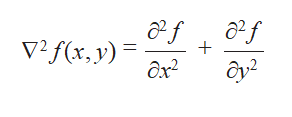 ∇²f(x, y) = ∂²f/∂x² + ∂²f/∂y²